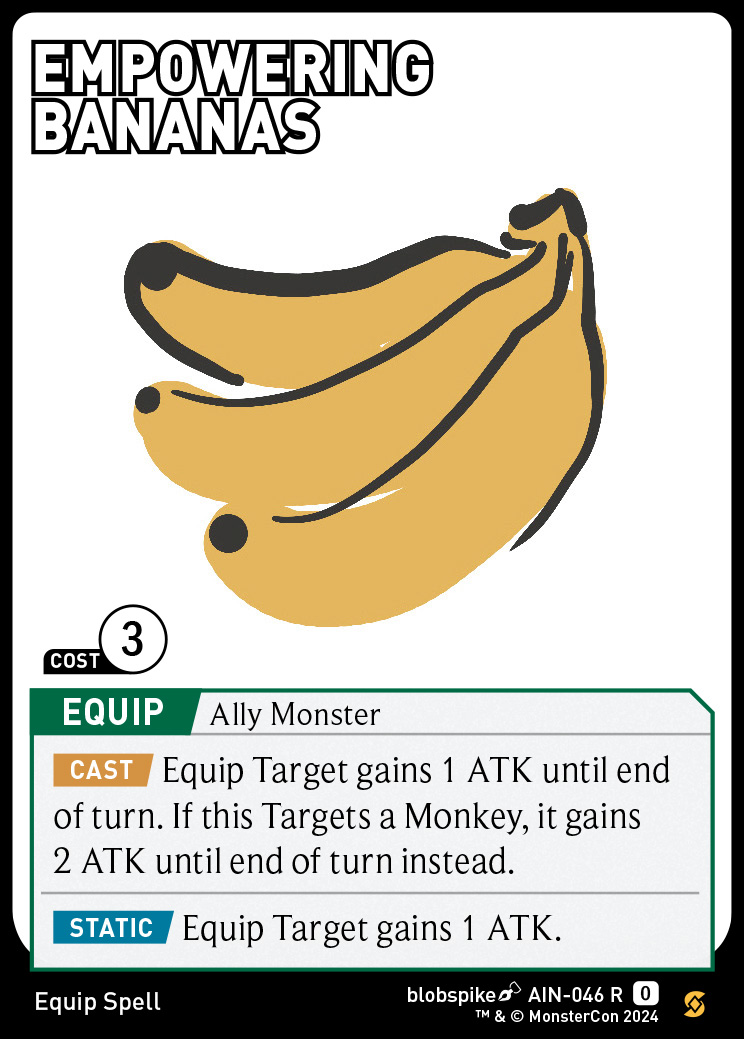 EMPOWERING
BANANAS
COST 3
EQUIP Ally Monster
CAST Equip Target gains 1 ATK until end
of turn. If this Targets a Monkey, it gains
2 ATK until end of turn instead.
STATIC Equip Target gains 1 ATK.
Equip Spell
blobspike AIN-046 R 0
™ & © MonsterCon 2024